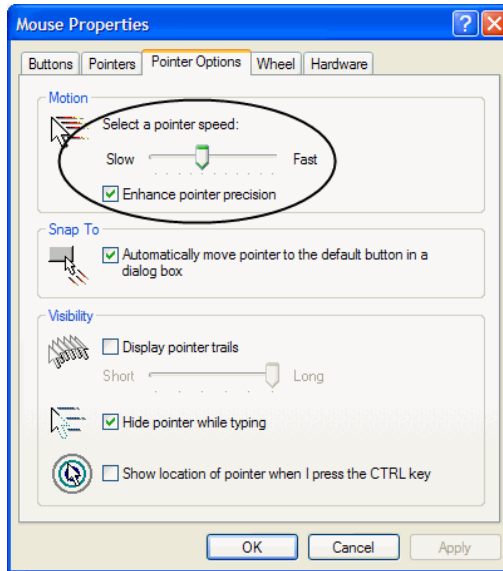 Mouse Properties
Buttons Pointers Pointer Options Wheel Hardware
Motion
Select a pointer speed:
Slow Fast
Enhance pointer precision
Snap To
Automatically move pointer to the default button in a
dialog box
Visibility
Display pointer trails
Short Long
Hide pointer while typing
Show location of pointer when I press the CTRL key
OK Cancel Apply